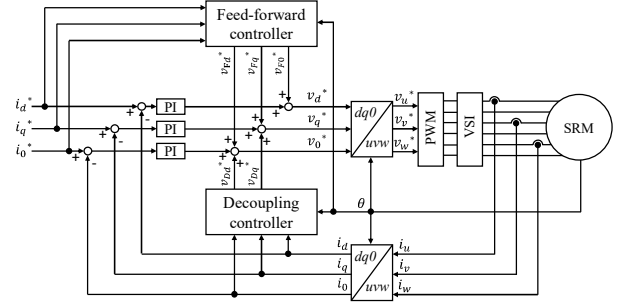 Feed-forward
controller
v_Fd^* v_Fq^* v_F0^*
i_d^* PI v_d^* dq0 v_u^*
i_q^* PI v_q^* v_v^* PWM VSI SRM
i_0^* PI v_0^* uvw v_w^*
v_Dd^* v_Dq^*
Decoupling
controller
θ
i_d dq0 i_u
i_q i_v
i_0 uvw i_w